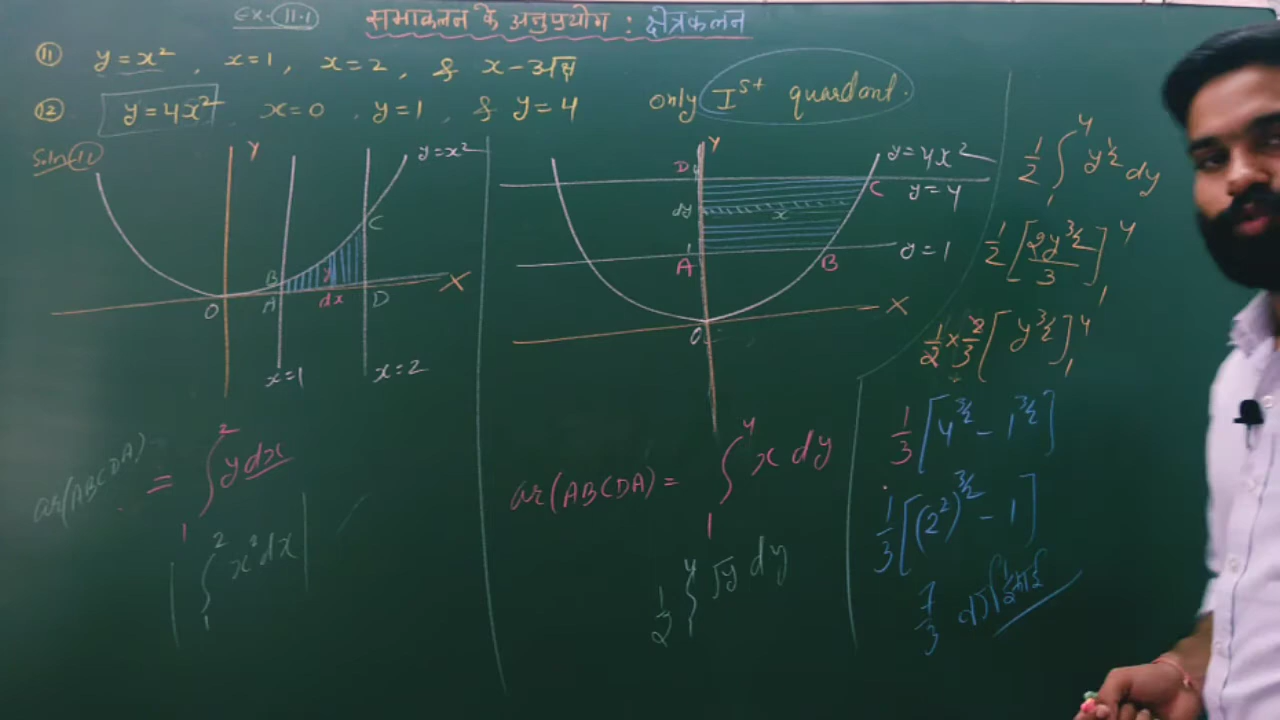 Ex. 11.1 समाकलन के अनुप्रयोग : क्षेत्रकलन
⑪ y = x², x=1, x=2, & x-अक्ष
⑫ y = 4x² x=0, y=1 & y=4 only Iˢᵗ quardant.
Soln-11
Y
y=x²
C
B
y
O
A
dx
D
X
x=1
x=2
Y
D
4
y=4x²
y=4
C
dy
x
1
y=1
A
B
X
O
ar(ABCDA) = ∫₁² y dx
∫₁² x² dx
ar(ABCDA) = ∫₁⁴ x dy
1/2 ∫₁⁴ √y dy
1/2 ∫₁⁴ y^1/2 dy
1/2 [2y^3/2 / 3]₁⁴
1/2 × 2/3 [y^3/2]₁⁴
1/3 [4^3/2 - 1^3/2]
1/3 [(2²)^3/2 - 1]
7/3